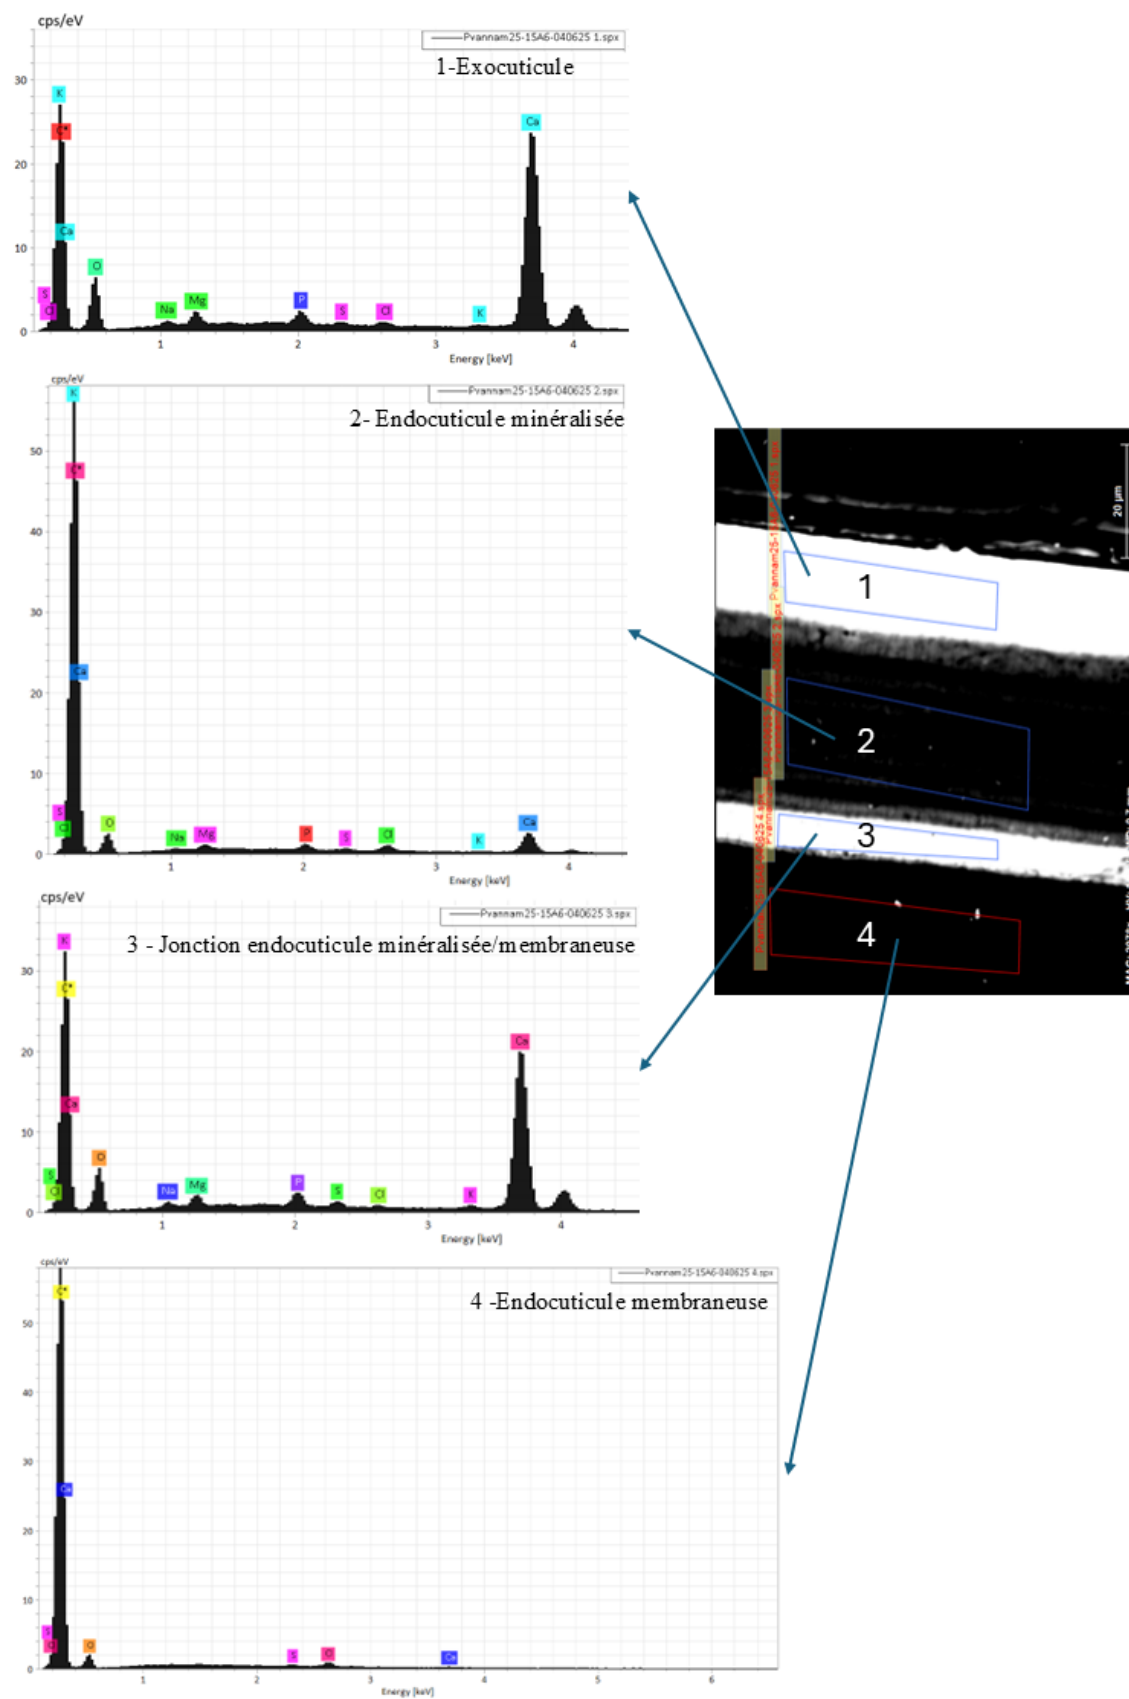 cps/eV
Pvannam25-15A6-040625 1.spx
1-Exocuticule
30
K
C*
Ca
20
Ca
10
O
S
Cl
Na
Mg
P
S
Cl
K
0
1
2
3
4
Energy [keV]
cps/eV
Pvannam25-15A6-040625 2.spx
K
2- Endocuticule minéralisée
50
C*
40
30
Ca
20
10
S
Cl
O
Na
Mg
P
S
Cl
K
Ca
0
1
2
3
4
Energy [keV]
cps/eV
Pvannam25-15A6-040625 3.spx
K
3 - Jonction endocuticule minéralisée/membraneuse
30
C*
Ca
20
Ca
10
O
S
Cl
Na
Mg
P
S
Cl
K
0
1
2
3
4
Energy [keV]
cps/eV
Pvannam25-15A6-040625 4.spx
C*
4 -Endocuticule membraneuse
50
40
30
Ca
20
10
S
O
S
Ca
0
1
2
3
4
5
6
Energy [keV]
20 µm
1
2
3
4